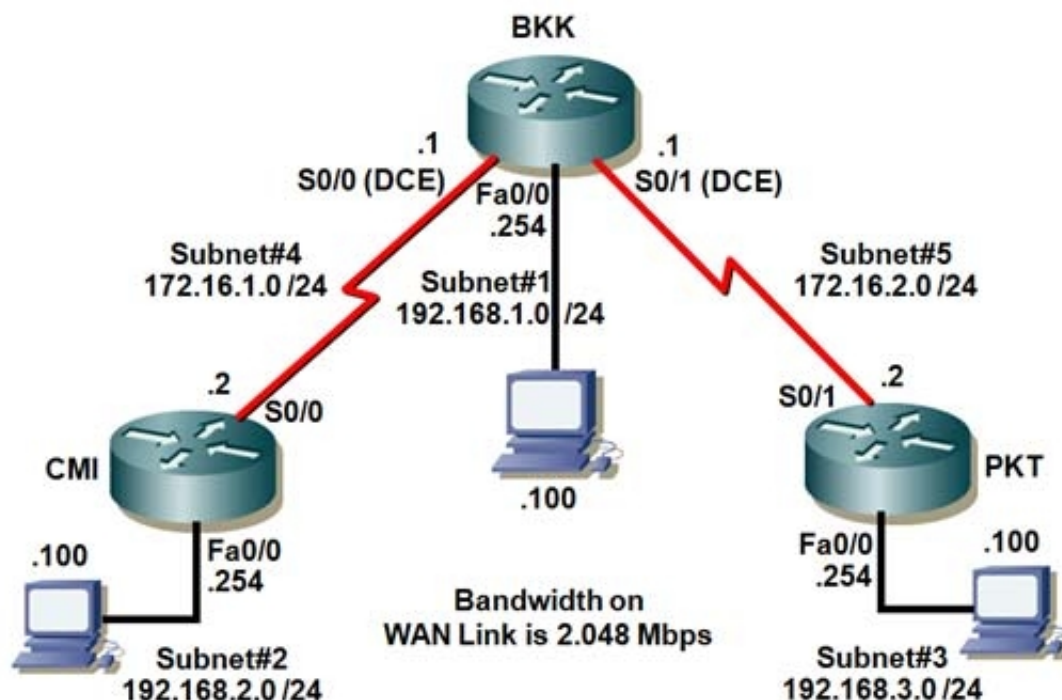 BKK
.1
S0/0 (DCE)
Fa0/0
.254
.1
S0/1 (DCE)
Subnet#4
172.16.1.0 /24
Subnet#1
192.168.1.0 /24
Subnet#5
172.16.2.0 /24
.2
S0/0
CMI
.100
S0/1
.2
PKT
.100
Fa0/0
.254
Subnet#2
192.168.2.0 /24
Bandwidth on
WAN Link is 2.048 Mbps
Fa0/0
.254
.100
Subnet#3
192.168.3.0 /24